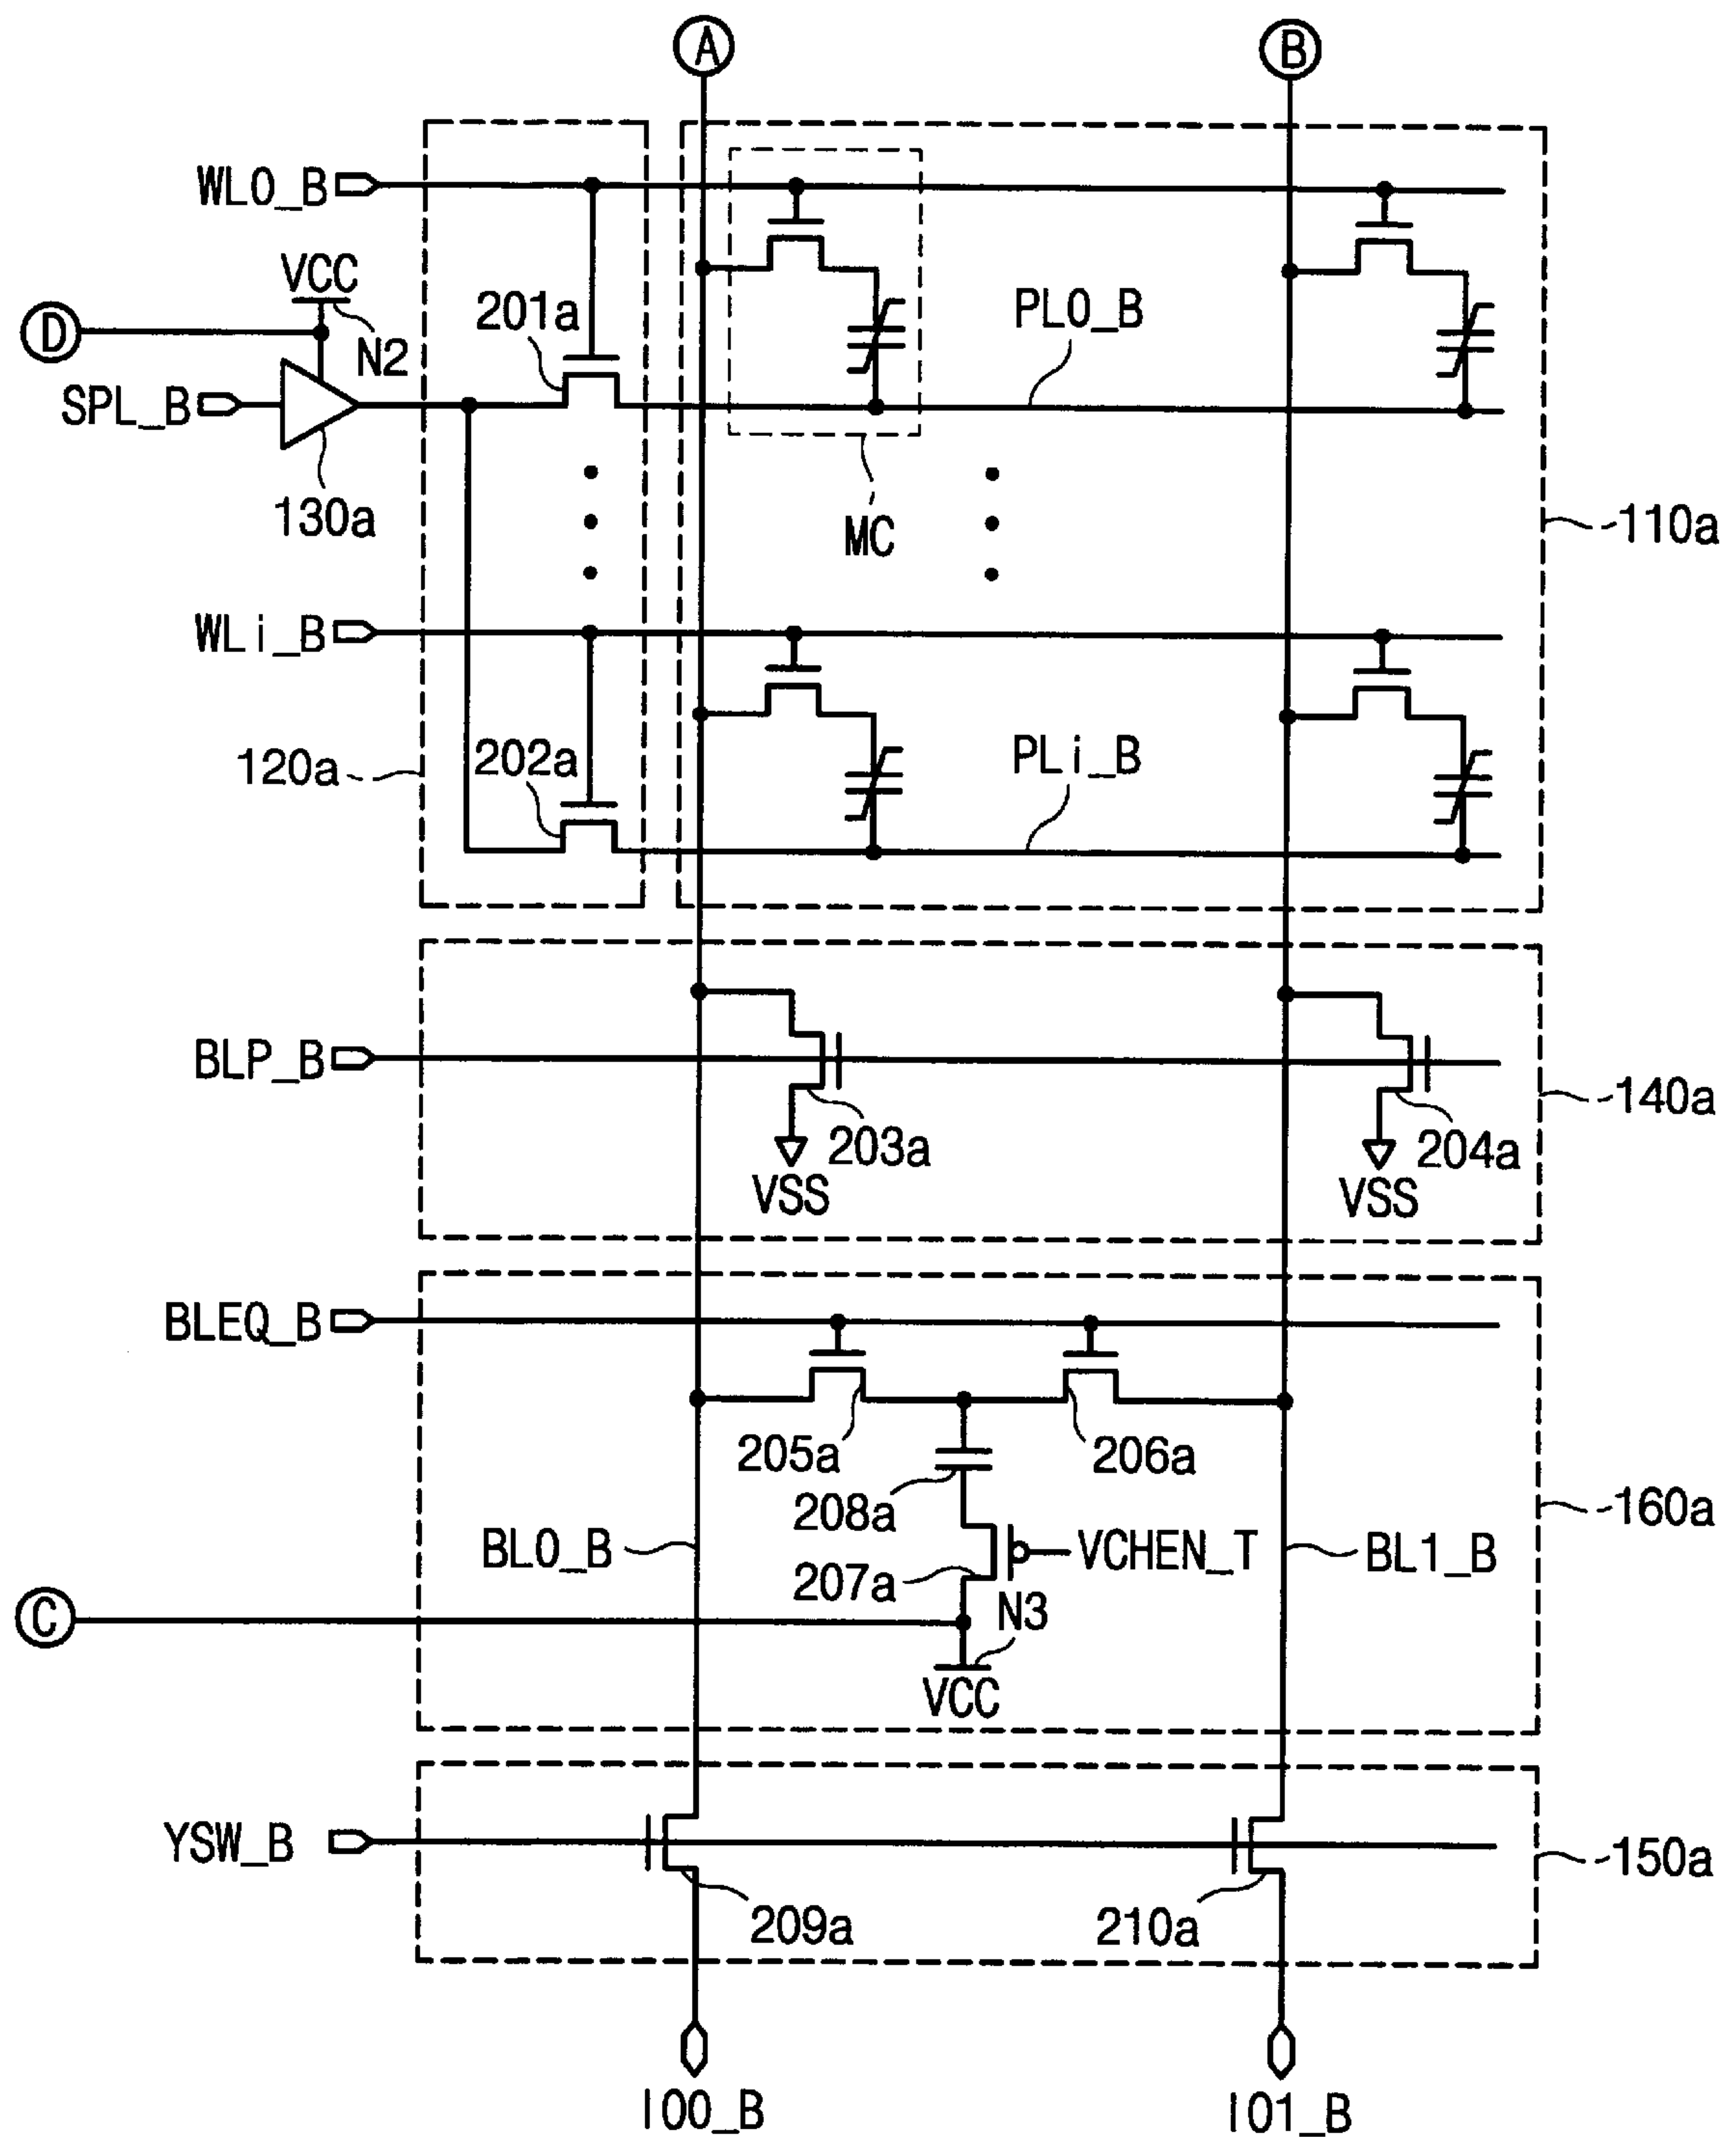 A
B
WL0_B
VCC
D
N2
201a
PL0_B
SPL_B
130a
MC
110a
WLi_B
120a
202a
PLi_B
BLP_B
203a
VSS
204a
VSS
140a
BLEQ_B
205a
206a
208a
160a
BL0_B
VCHEN_T
BL1_B
207a
C
N3
VCC
YSW_B
150a
209a
210a
IO0_B
IO1_B